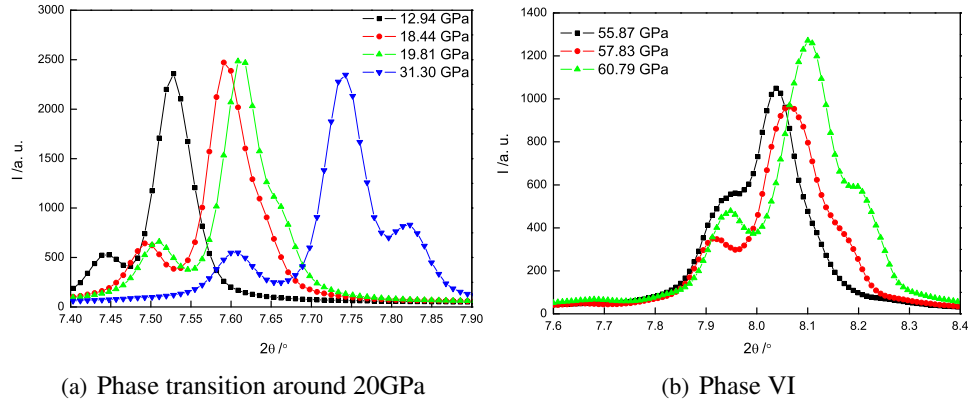 12.94 GPa
18.44 GPa
19.81 GPa
31.30 GPa
I /a. u.
3000
2500
2000
1500
1000
500
0
7.40 7.45 7.50 7.55 7.60 7.65 7.70 7.75 7.80 7.85 7.90
2θ /°
(a) Phase transition around 20GPa
55.87 GPa
57.83 GPa
60.79 GPa
I /a. u.
1400
1200
1000
800
600
400
200
0
7.6 7.7 7.8 7.9 8.0 8.1 8.2 8.3 8.4
2θ /°
(b) Phase VI